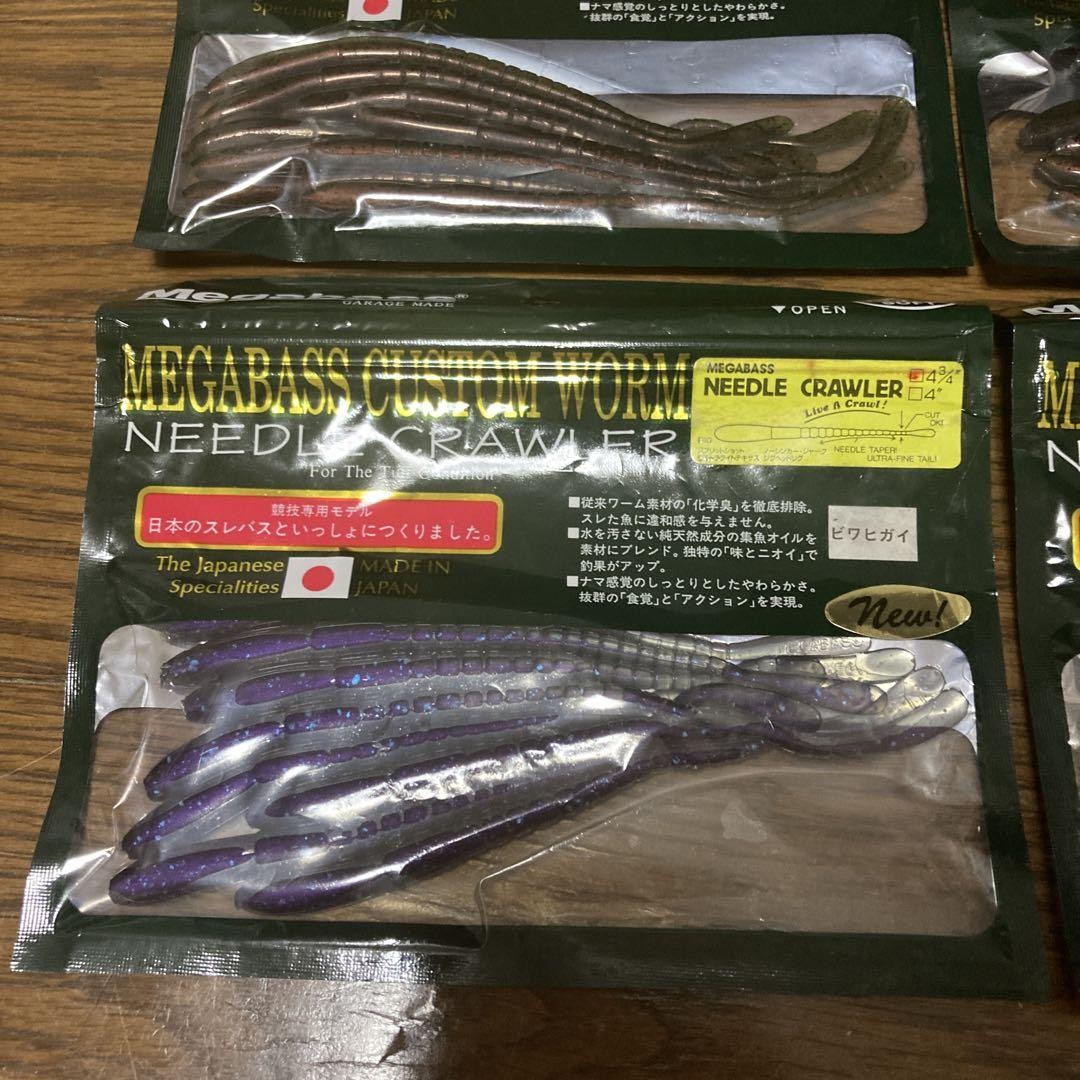 Specialities
JAPAN
■ナマ感覚のしっとりとしたやわらかさ。
抜群の「食覚」と「アクション」を実現。
Spe
Megabass®
GARAGE MADE
▼OPEN
MEGABASS CUSTOM WORM
NEEDLE CRAWLER
For The
MEGABASS
NEEDLE CRAWLER
4 3/4"
4"
Live A Crawl!
CUT
OK!
RIG
NEEDLE TAPER!
ULTRA-FINE TAIL!
競技専用モデル
日本のスレバスといっしょにつくりました。
The Japanese
Specialities
MADE IN
JAPAN
■従来ワーム素材の「化学臭」を徹底排除。
スレた魚に違和感を与えません。
■水を汚さない純天然成分の集魚オイルを
素材にブレンド。独特の「味とニオイ」で
釣果がアップ。
■ナマ感覚のしっとりとしたやわらかさ。
抜群の「食覚」と「アクション」を実現。
ビワヒガイ
New!
M
N